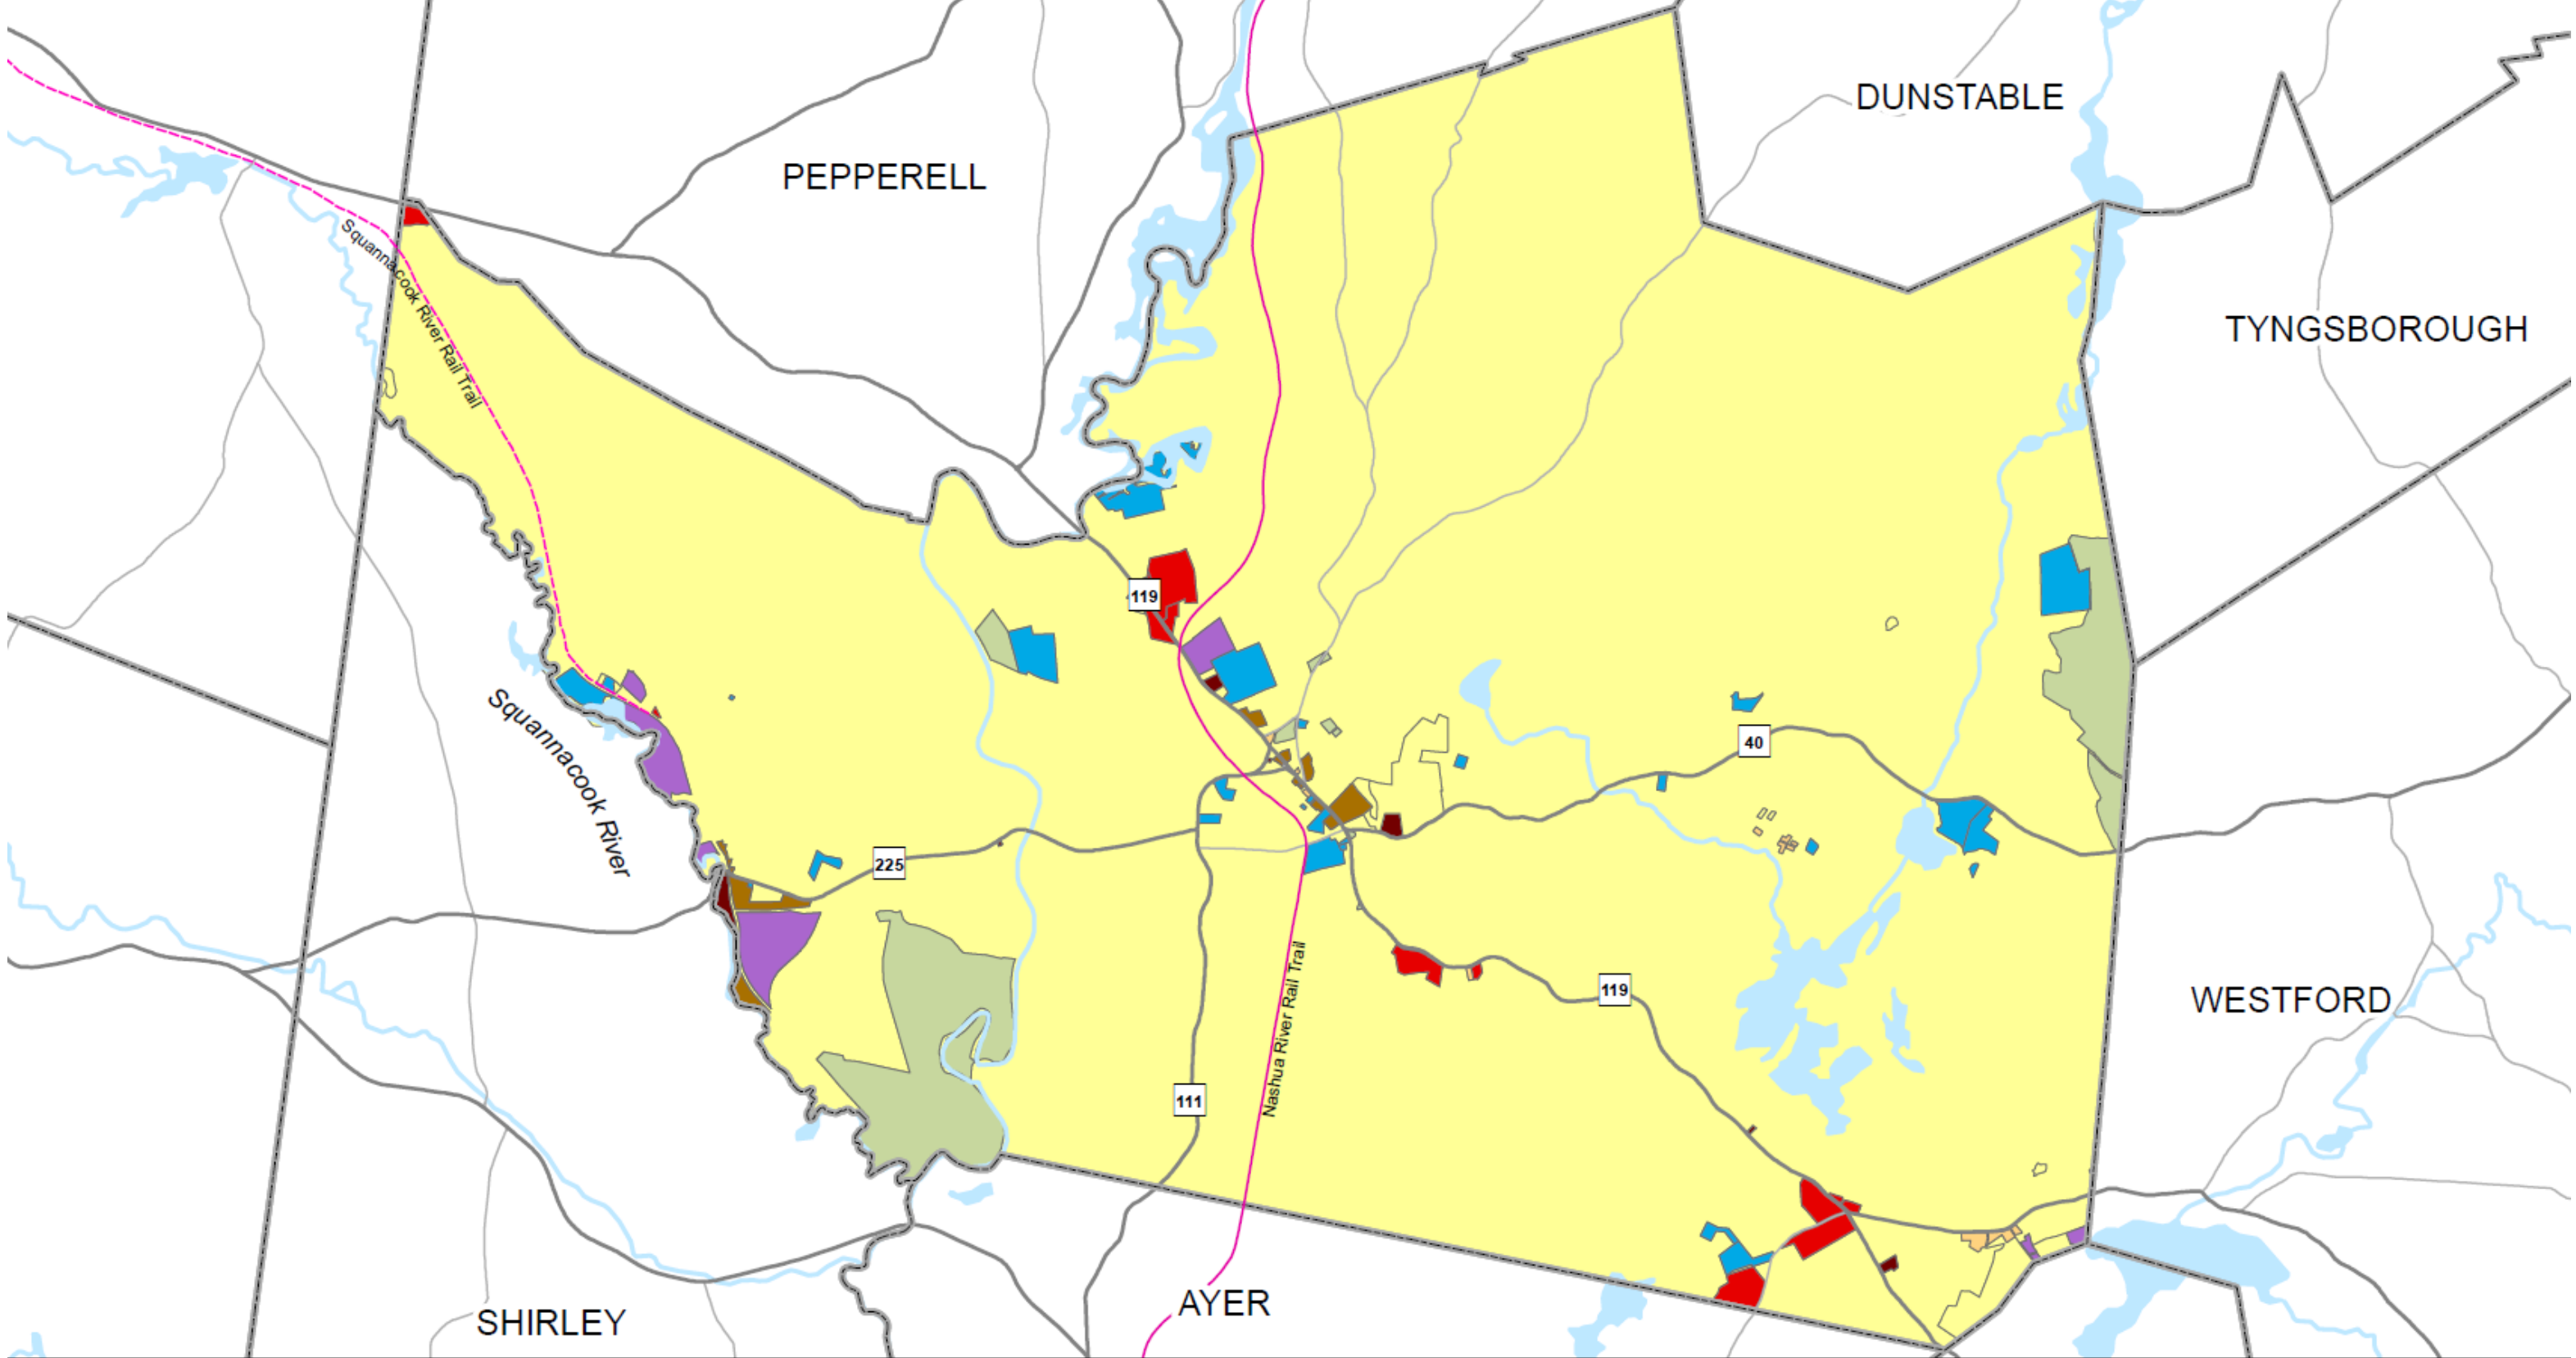 DUNSTABLE
PEPPERELL
Squannacook River Rail Trail
TYNGSBOROUGH
119
Squannacook River
40
225
Nashua River Rail Trail
119
WESTFORD
111
AYER
SHIRLEY